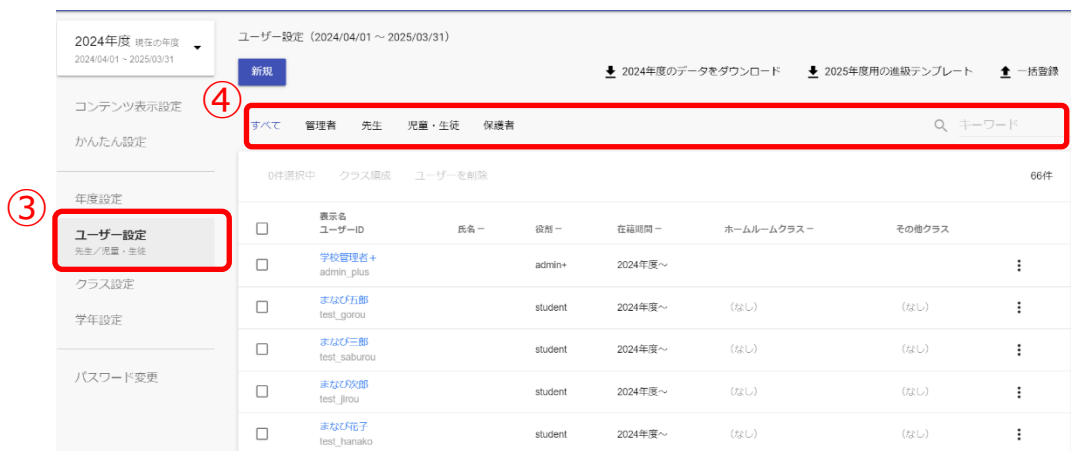 2024年度 現在の年度
2024/04/01 ~ 2025/03/31
コンテンツ表示設定
かんたん設定
年度設定
③
ユーザー設定
先生／児童・生徒
クラス設定
学年設定
パスワード変更
ユーザー設定（2024/04/01 ～ 2025/03/31）
新規 2024年度のデータをダウンロード 2025年度用の進級テンプレート 一括登録
④
すべて 管理者 先生 児童・生徒 保護者 キーワード
0件選択中 クラス編成 ユーザーを削除 66件
表示名
ユーザーID 氏名 − 役割 − 在籍期間 − ホームルームクラス − その他クラス
学校管理者+
admin_plus admin+ 2024年度～
まなび五郎
test_gorou student 2024年度～ （なし） （なし）
まなび三郎
test_saburou student 2024年度～ （なし） （なし）
まなび次郎
test_jirou student 2024年度～ （なし） （なし）
まなび花子
test_hanako student 2024年度～ （なし） （なし）